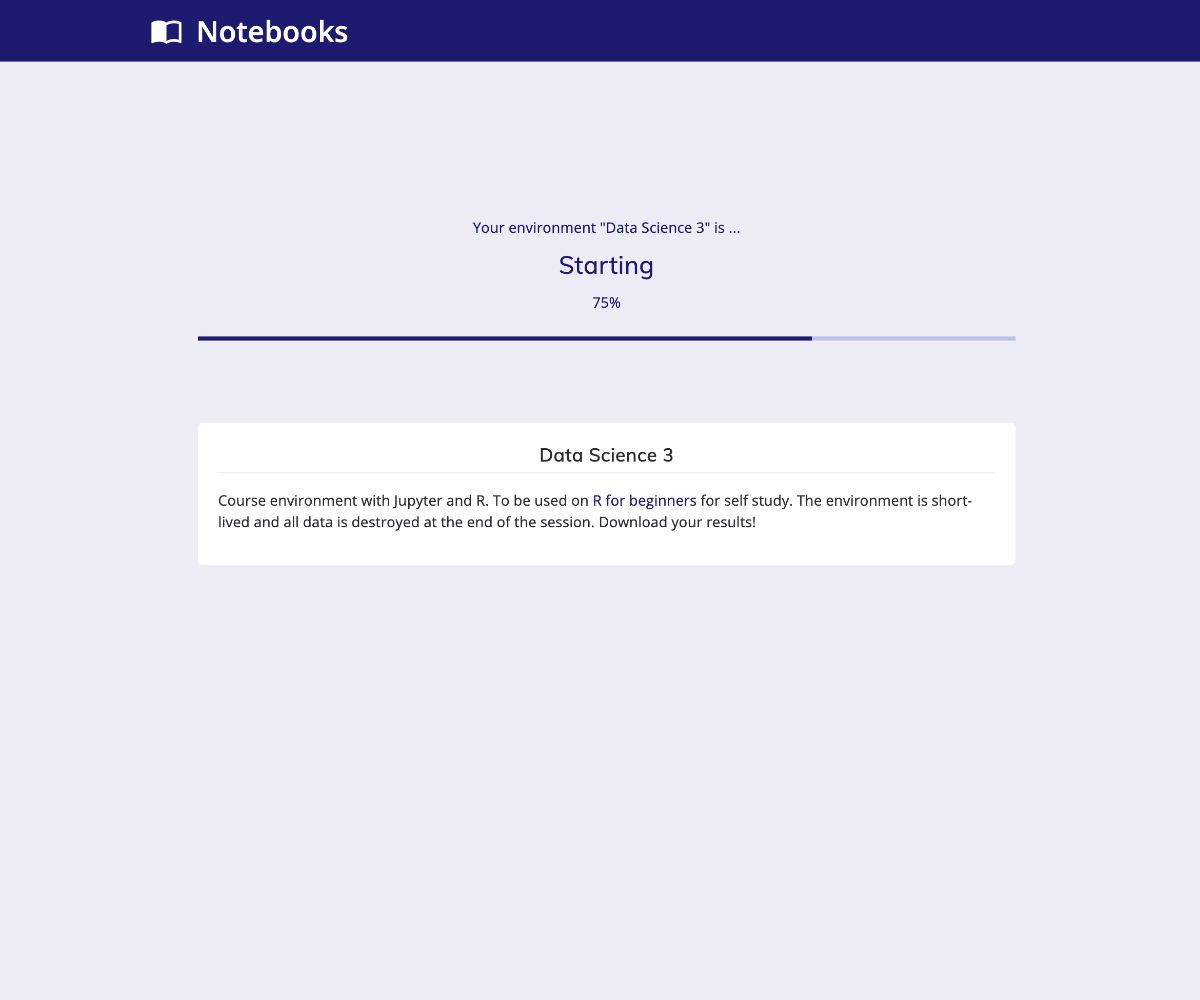 Notebooks
Your environment "Data Science 3" is ...
Starting
75%
Data Science 3
Course environment with Jupyter and R. To be used on R for beginners for self study. The environment is short-
lived and all data is destroyed at the end of the session. Download your results!